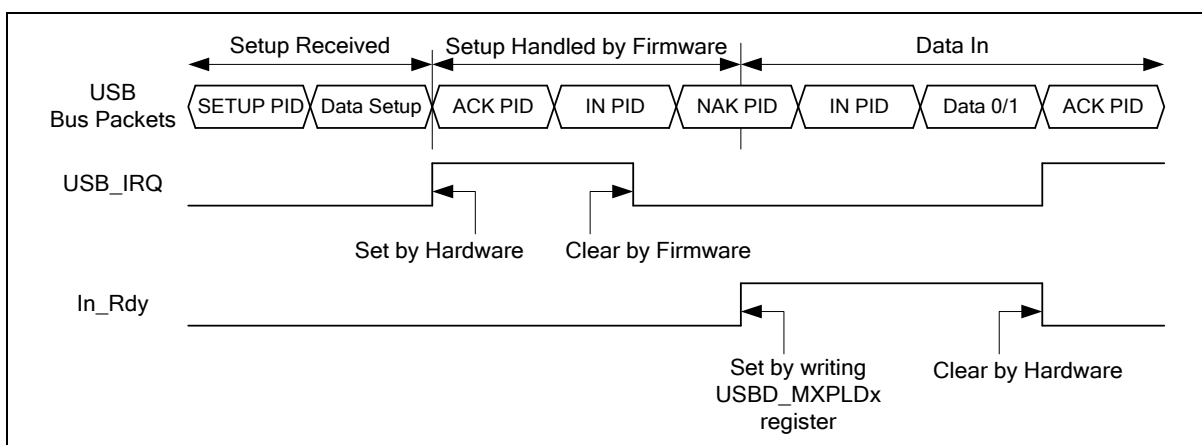 Setup Received
Setup Handled by Firmware
Data In
USB
Bus Packets
SETUP PID
Data Setup
ACK PID
IN PID
NAK PID
IN PID
Data 0/1
ACK PID
USB_IRQ
Set by Hardware
Clear by Firmware
In_Rdy
Set by writing
USBD_MXPLDx
register
Clear by Hardware